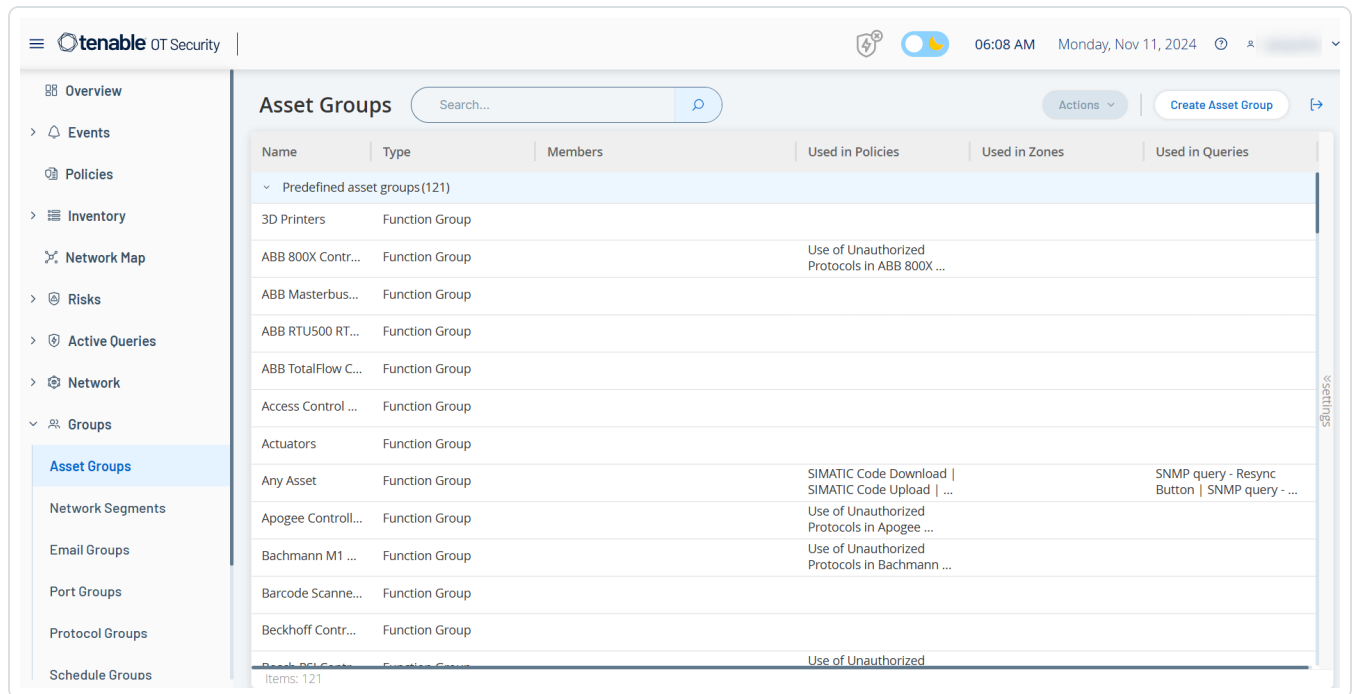 tenable OT Security
06:08 AM Monday, Nov 11, 2024
Overview
Events
Policies
Inventory
Network Map
Risks
Active Queries
Network
Groups
Asset Groups
Network Segments
Email Groups
Port Groups
Protocol Groups
Schedule Groups
Asset Groups
Search...
Actions
Create Asset Group
Name Type Members Used in Policies Used in Zones Used in Queries
Predefined asset groups (121)
3D Printers Function Group
ABB 800X Contr... Function Group Use of Unauthorized
Protocols in ABB 800X ...
ABB Masterbus... Function Group
ABB RTU500 RT... Function Group
ABB TotalFlow C... Function Group
Access Control ... Function Group
Actuators Function Group
Any Asset Function Group SIMATIC Code Download | SNMP query - Resync
SIMATIC Code Upload | ... Button | SNMP query - ...
Apogee Controll... Function Group Use of Unauthorized
Protocols in Apogee ...
Bachmann M1 ... Function Group Use of Unauthorized
Protocols in Bachmann ...
Barcode Scanne... Function Group
Beckhoff Contr... Function Group
Bosch PSI Contr... Function Group Use of Unauthorized
Items: 121
settings